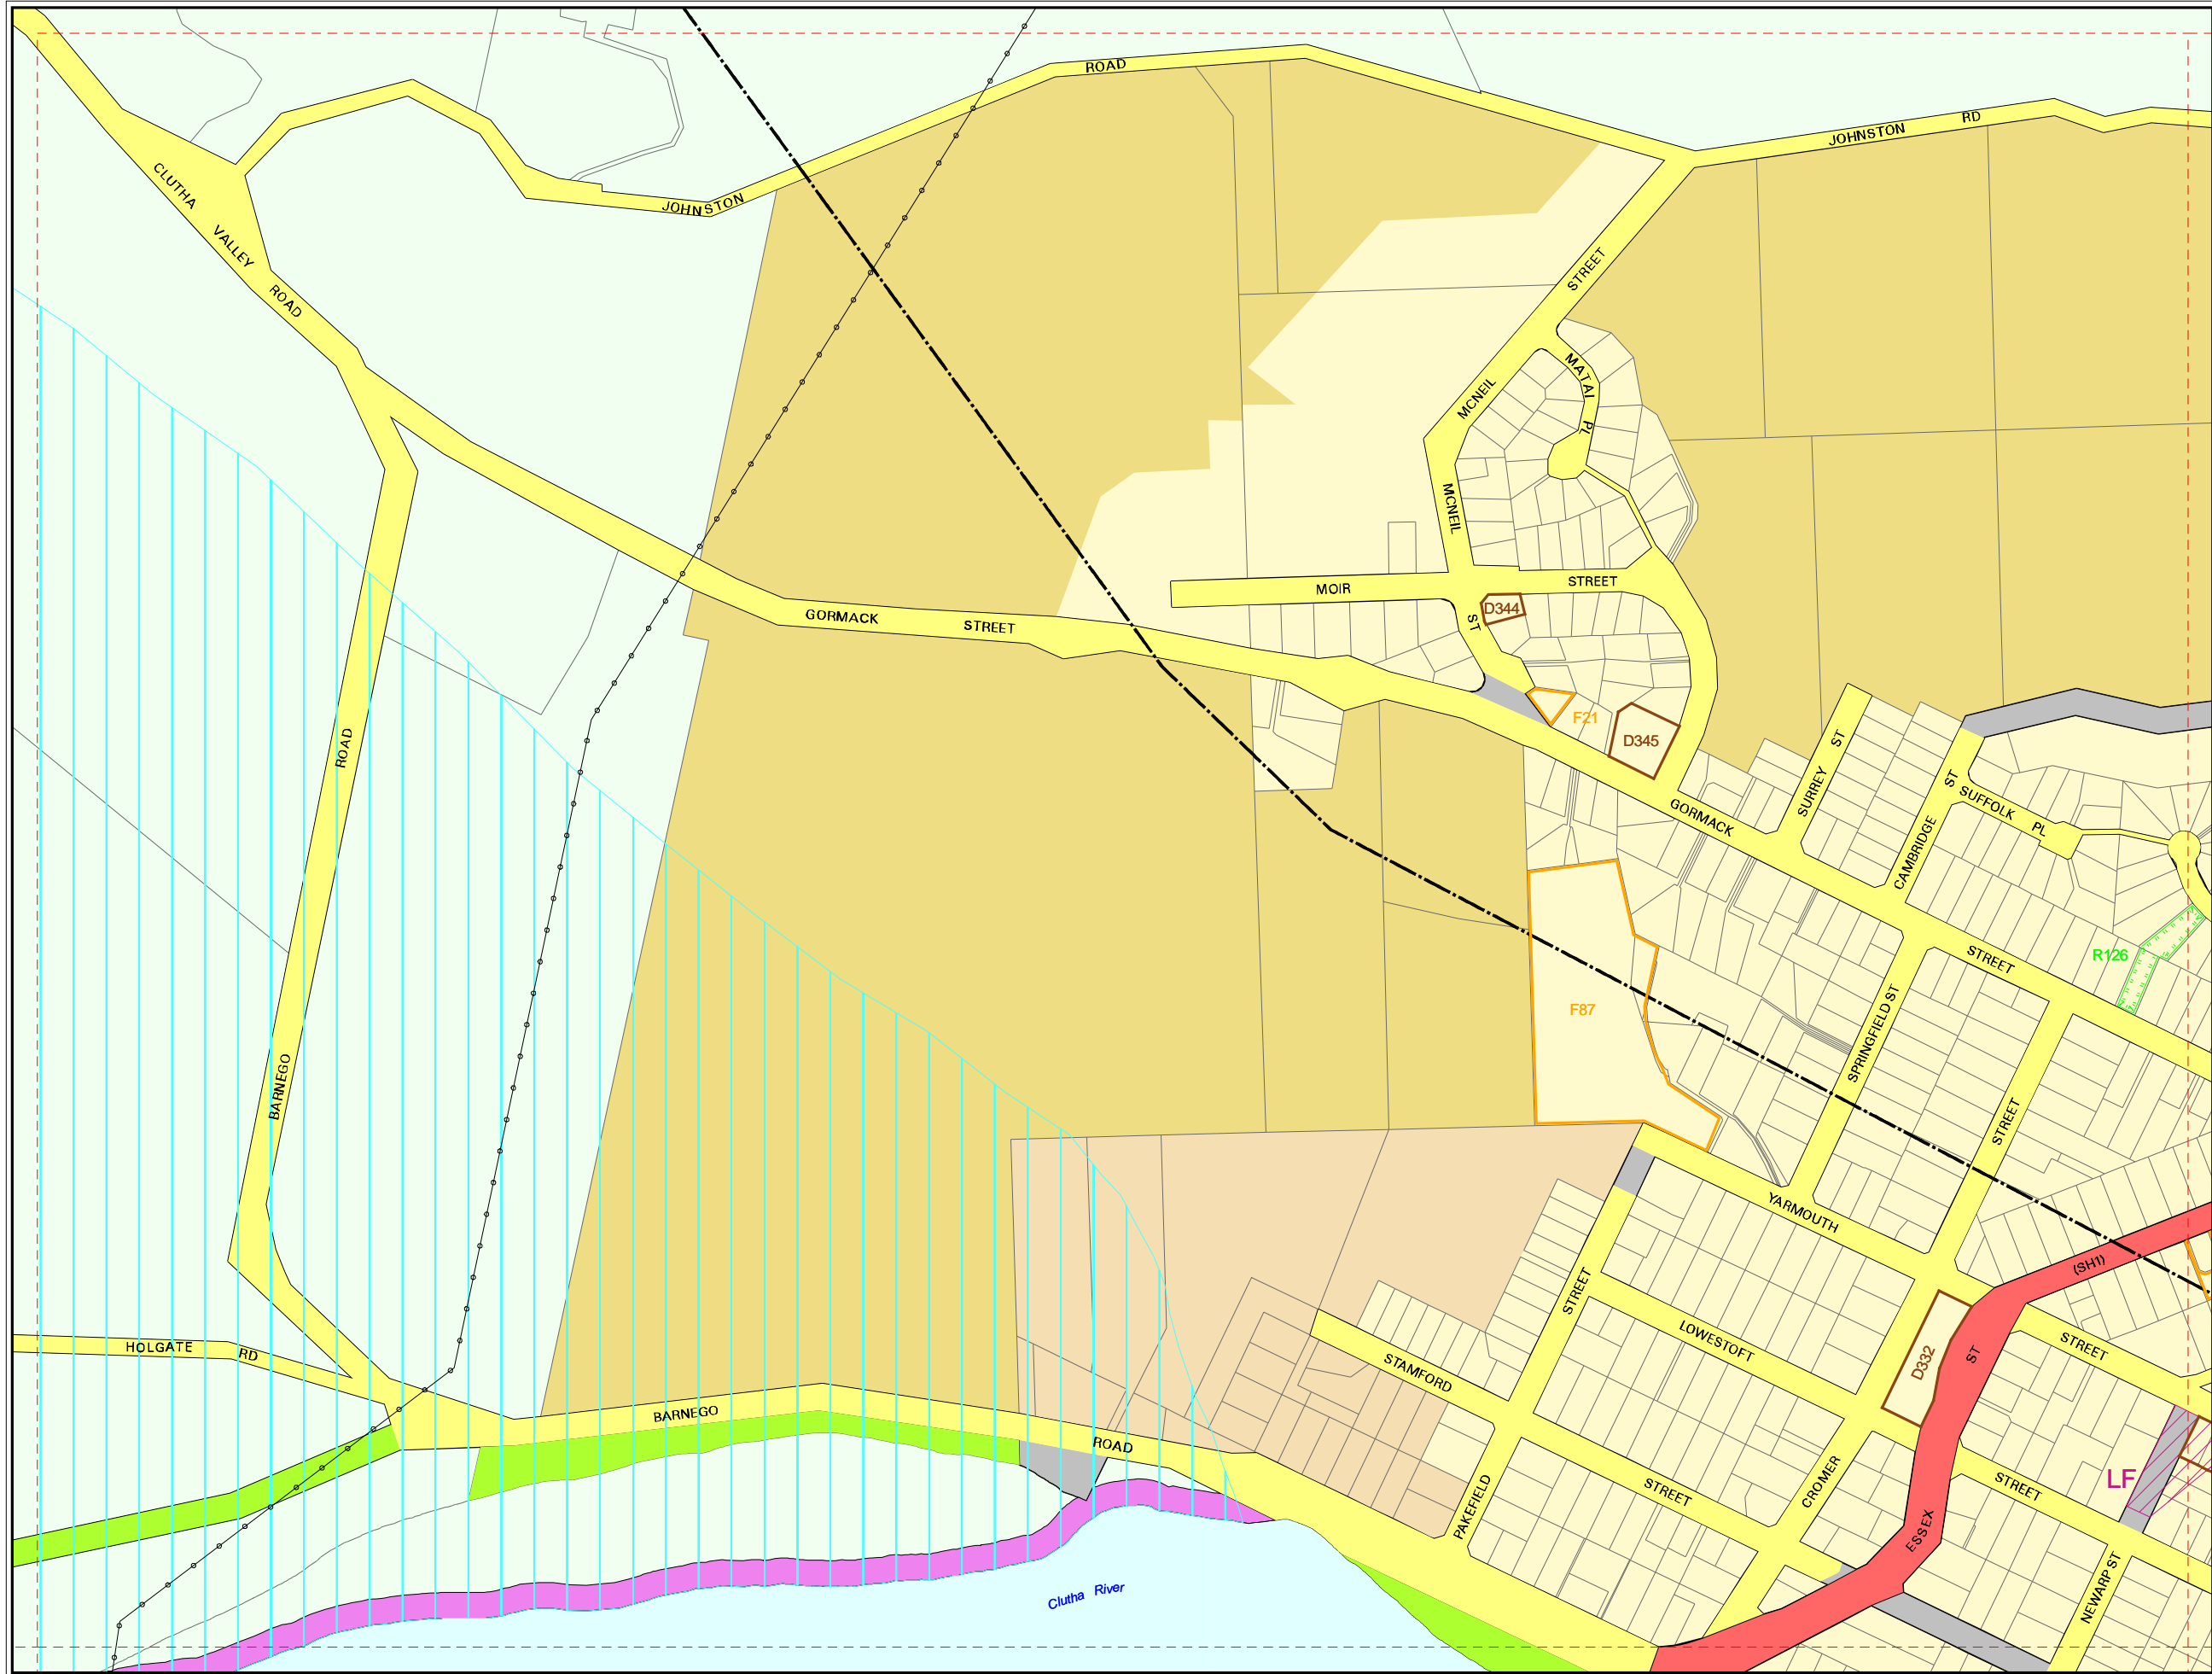 ROAD
JOHNSTON
RD
CLUTHA
VALLEY
ROAD
JOHNSTON
STREET
MATAI
PL
MCNEIL
MCNEIL
MOIR
STREET
D344
ST
GORMACK
STREET
F21
D345
GORMACK
SURREY
ST
CAMBRIDGE
ST
SUFFOLK
PL
STREET
R126
ROAD
BARNEGO
F87
SPRINGFIELD ST
STREET
YARMOUTH
(SH1)
HOLGATE
RD
STREET
LOWESTOFT
STAMFORD
D332
ST
STREET
BARNEGO
ROAD
PAKEFIELD
STREET
CROMER
ESSEX
STREET
LF
NEWARP ST
Clutha River